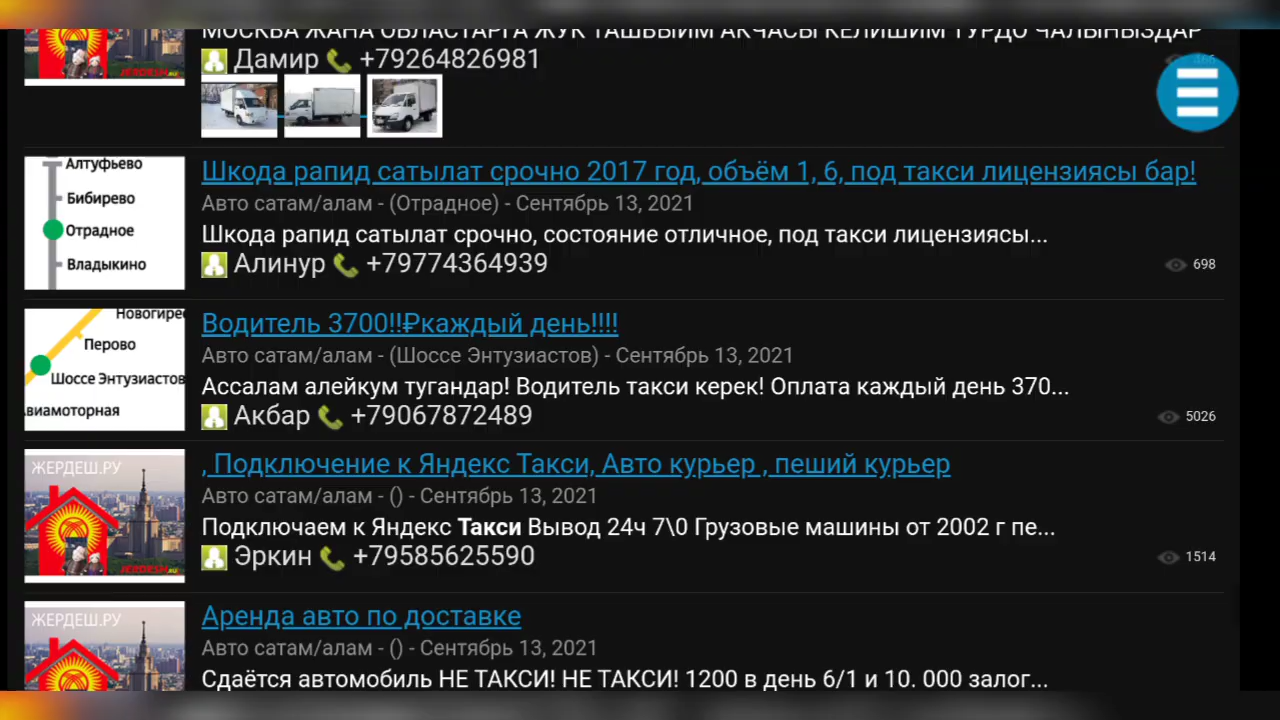 МОСКВА ЖАНА ОБЛАСТАРГА ЖУК ТАШЫЙМ АКЧАСЫ КЕЛИШИМ ТУРДО ЧАЛЫНЫЗДАР
Дамир +79264826981
466
Алтуфьево
Бибирево
Отрадное
Владыкино
Шкода рапид сатылат срочно 2017 год, объём 1, 6, под такси лицензиясы бар!
Авто сатам/алам - (Отрадное) - Сентябрь 13, 2021
Шкода рапид сатылат срочно, состояние отличное, под такси лицензиясы...
Алинур +79774364939
698
Новогире
Перово
Шоссе Энтузиастов
Авиамоторная
Водитель 3700!!₽каждый день!!!!
Авто сатам/алам - (Шоссе Энтузиастов) - Сентябрь 13, 2021
Ассалам алейкум тугандар! Водитель такси керек! Оплата каждый день 370...
Акбар +79067872489
5026
ЖЕРДЕШ.РУ
JERDESH.RU
, Подключение к Яндекс Такси, Авто курьер , пеший курьер
Авто сатам/алам - () - Сентябрь 13, 2021
Подключаем к Яндекс Такси Вывод 24ч 7\0 Грузовые машины от 2002 г пе...
Эркин +79585625590
1514
ЖЕРДЕШ.РУ
Аренда авто по доставке
Авто сатам/алам - () - Сентябрь 13, 2021
Сдаётся автомобиль НЕ ТАКСИ! НЕ ТАКСИ! 1200 в день 6/1 и 10. 000 залог...